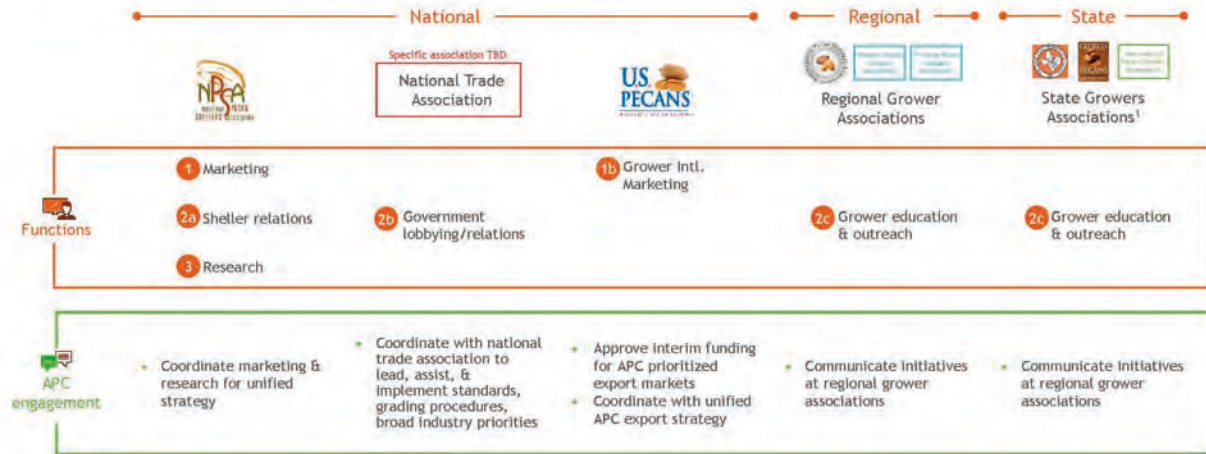 National
Regional
State
Specific association TBD
National Trade
Association
NPSA
U.S.
PECANS
PECANS
Regional Grower
Associations
State Growers
Associations¹
Functions
1 Marketing
2a Sheller relations
3 Research
2b Government
lobbying/relations
1b Grower Intl.
Marketing
2c Grower education
& outreach
2c Grower education
& outreach
APC
engagement
• Coordinate marketing &
research for unified
strategy
• Coordinate with national
trade association to
lead, assist, &
implement standards,
grading procedures,
broad industry priorities
• Approve interim funding
for APC prioritized
export markets
• Coordinate with unified
APC export strategy
• Communicate initiatives
at regional grower
associations
• Communicate initiatives
at regional grower
associations